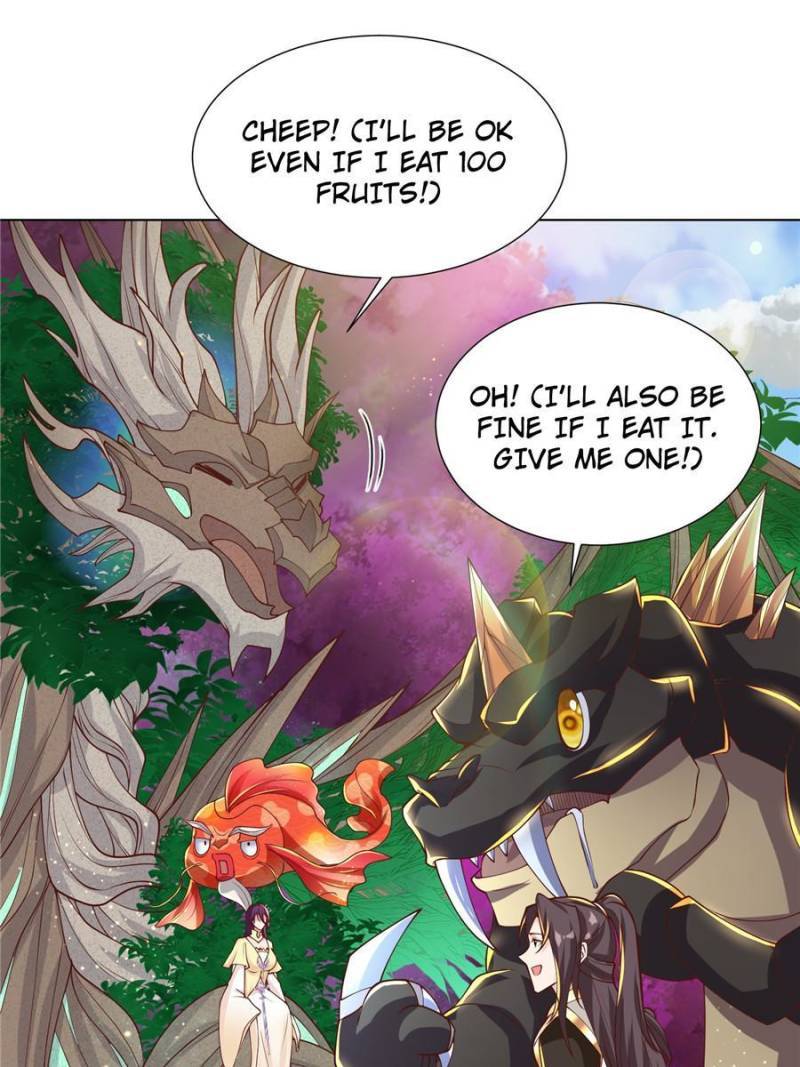 CHEEP! (I'LL BE OK
EVEN IF I EAT 100
FRUITS!)
OH! (I'LL ALSO BE
FINE IF I EAT IT.
GIVE ME ONE!)